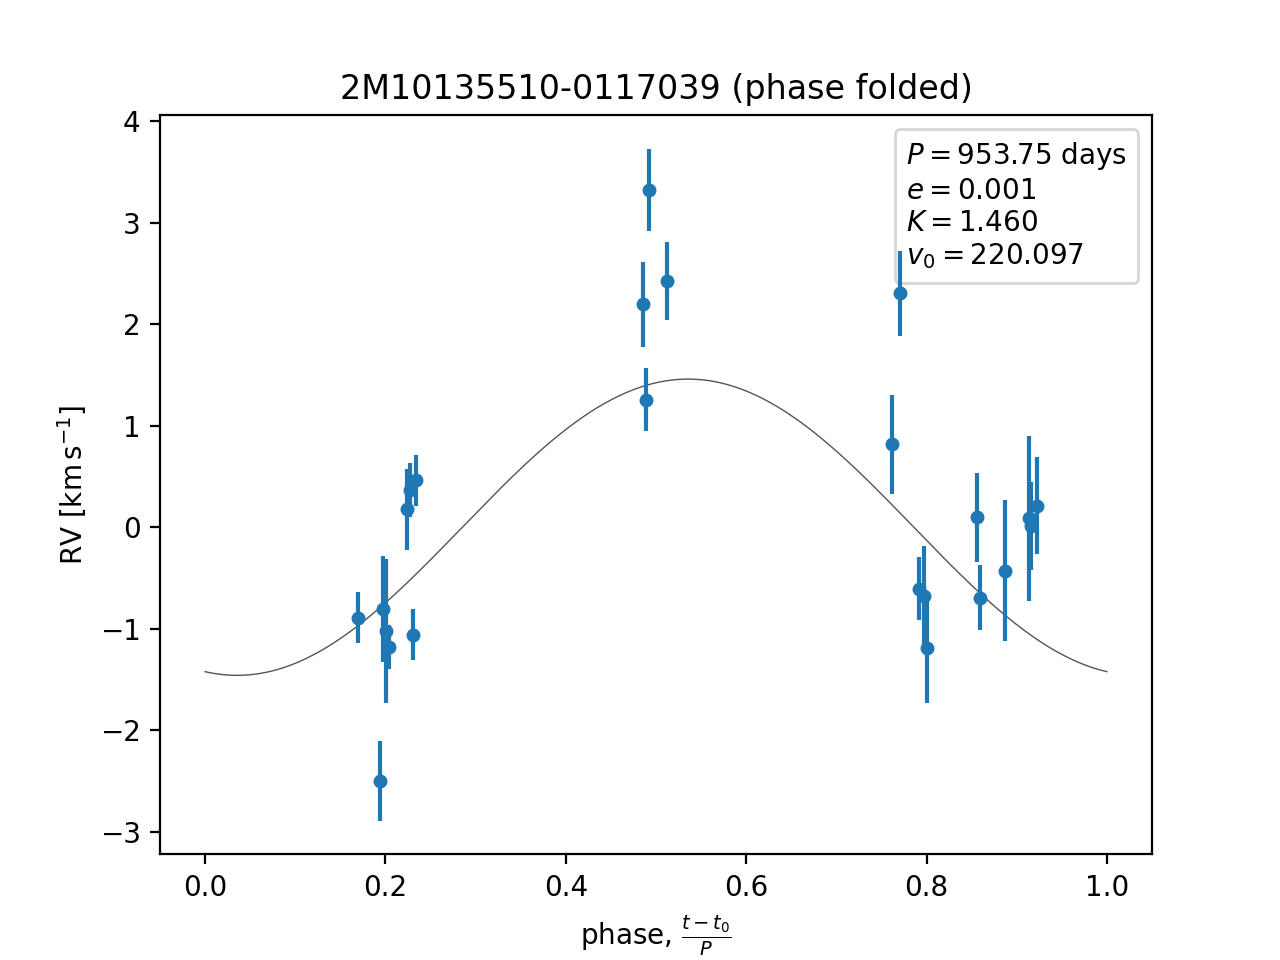 2M10135510-0117039 (phase folded)
P = 953.75 days
e = 0.001
K = 1.460
v₀ = 220.097
4
3
2
1
0
−1
−2
−3
RV [km s⁻¹]
0.0 0.2 0.4 0.6 0.8 1.0
phase, (t − t₀)/P